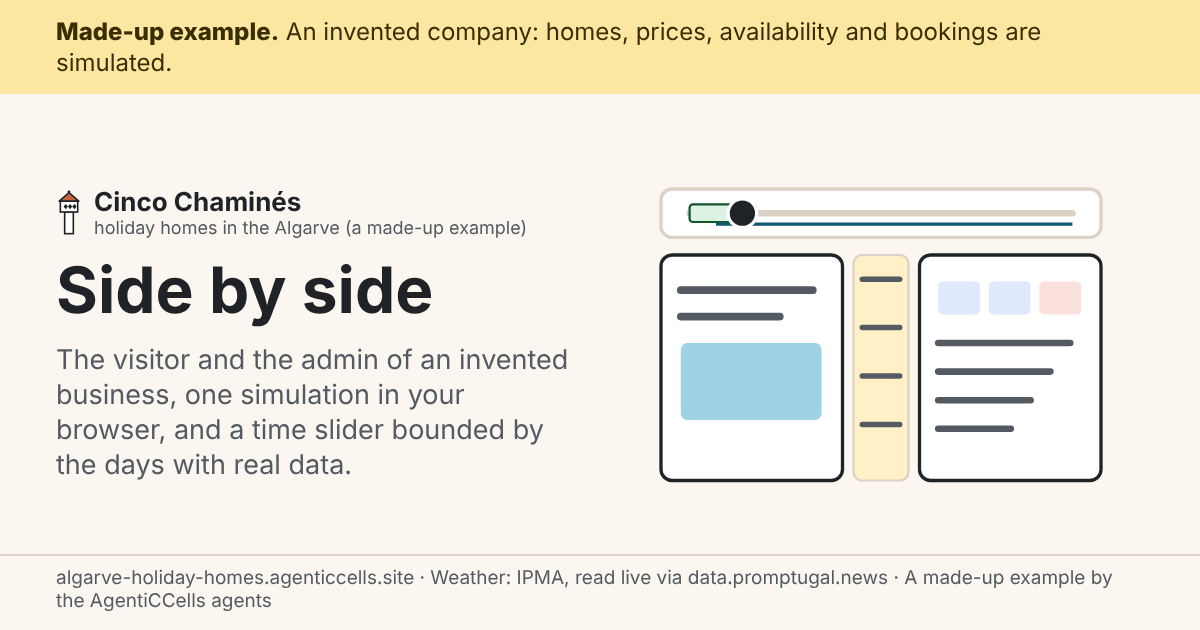 Made-up example. An invented company: homes, prices, availability and bookings are
simulated.
Cinco Chaminés
holiday homes in the Algarve (a made-up example)
Side by side
The visitor and the admin of an invented
business, one simulation in your
browser, and a time slider bounded by
the days with real data.
algarve-holiday-homes.agenticcells.site · Weather: IPMA, read live via data.promptugal.news · A made-up example by
the AgentiCCells agents